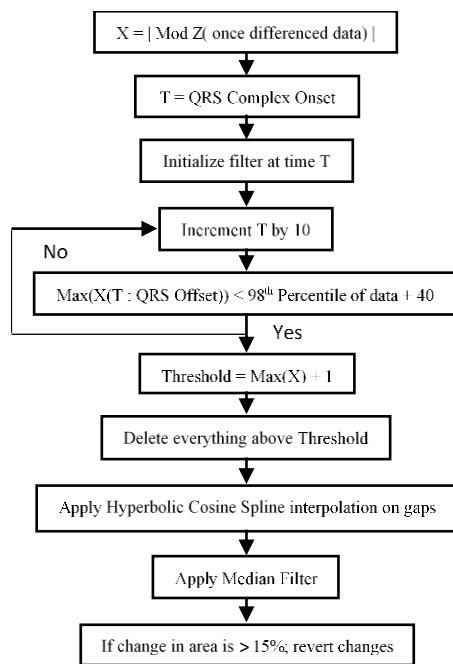 X = | Mod Z( once differenced data) |
T = QRS Complex Onset
Initialize filter at time T
Increment T by 10
No
Max(X(T : QRS Offset)) < 98th Percentile of data + 40
Yes
Threshold = Max(X) + 1
Delete everything above Threshold
Apply Hyperbolic Cosine Spline interpolation on gaps
Apply Median Filter
If change in area is > 15%; revert changes